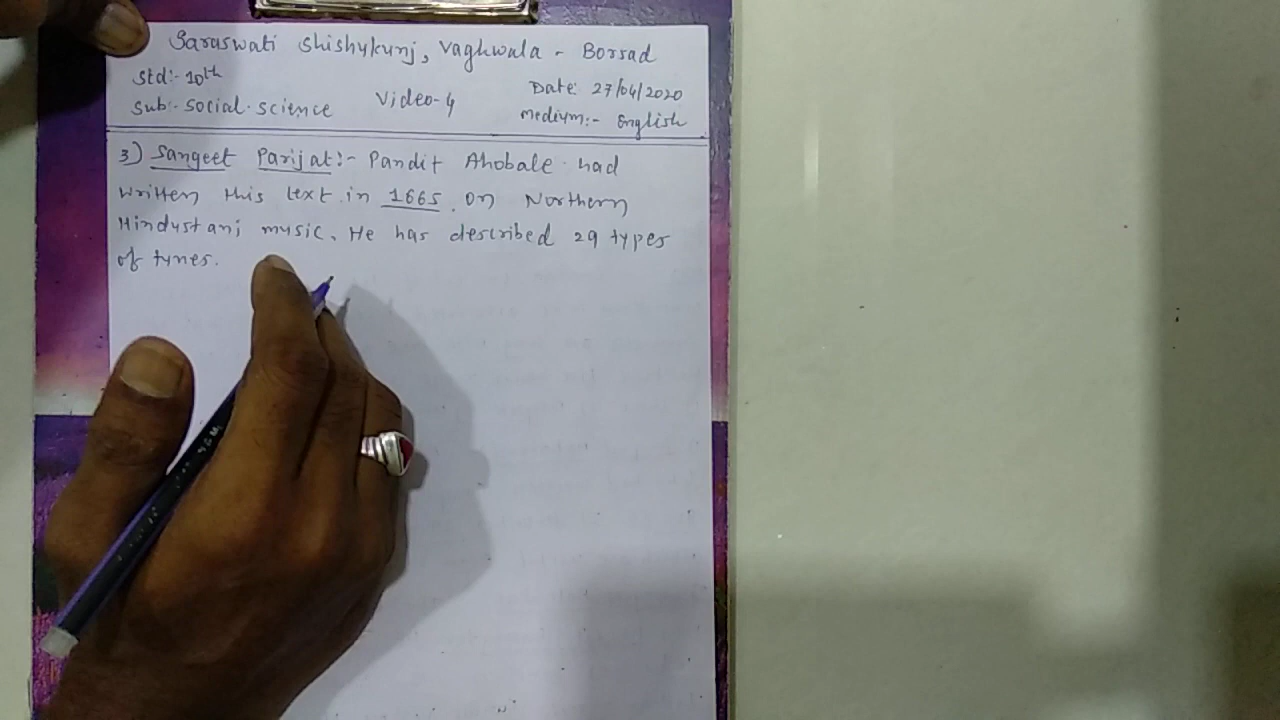 Saraswati Shishukunj, Vaghwala - Borsad
Std:- 10th
Date: 27/04/2020
Sub:- Social Science
Video-4
Medium:- English
3) Sangeet Parijat:- Pandit Ahobale had
written this text in 1665 on Northern
Hindustani music. He has described 29 types
of tunes.